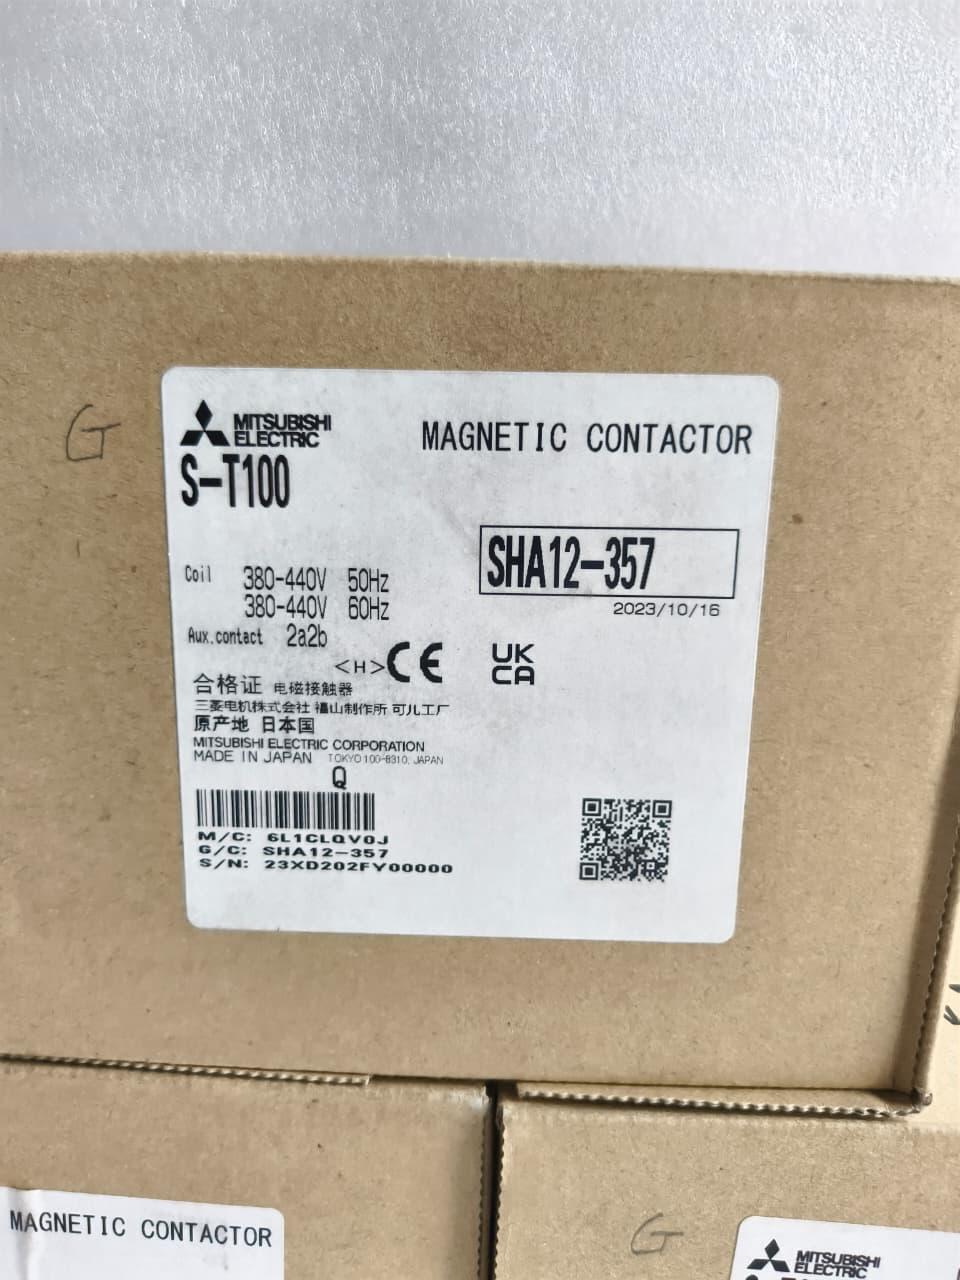 G
MITSUBISHI
ELECTRIC
MAGNETIC CONTACTOR
S-T100
SHA12-357
2023/10/16
Coil 380-440V 50Hz
380-440V 60Hz
Aux.contact 2a2b
<H> CE
UK
CA
合格证 电磁接触器
三菱电机株式会社 福山制作所 可儿工厂
原产地 日本国
MITSUBISHI ELECTRIC CORPORATION
MADE IN JAPAN TOKYO 100-8310, JAPAN
Q
M/C: 6L1CLQV0J
G/C: SHA12-357
S/N: 23XD202FY00000
MAGNETIC CONTACTOR
G
MITSUBISHI
ELECTRIC